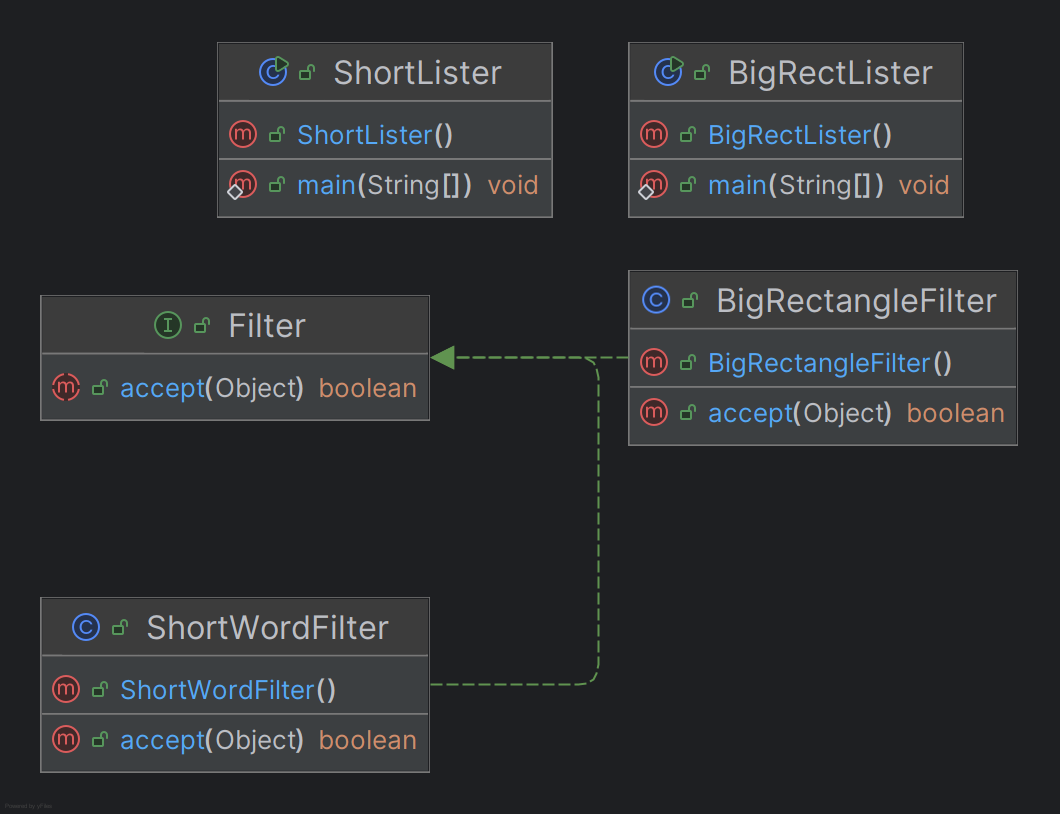 ShortLister
ShortLister()
main(String[]) void
BigRectLister
BigRectLister()
main(String[]) void
Filter
accept(Object) boolean
BigRectangleFilter
BigRectangleFilter()
accept(Object) boolean
ShortWordFilter
ShortWordFilter()
accept(Object) boolean
Powered by yFiles